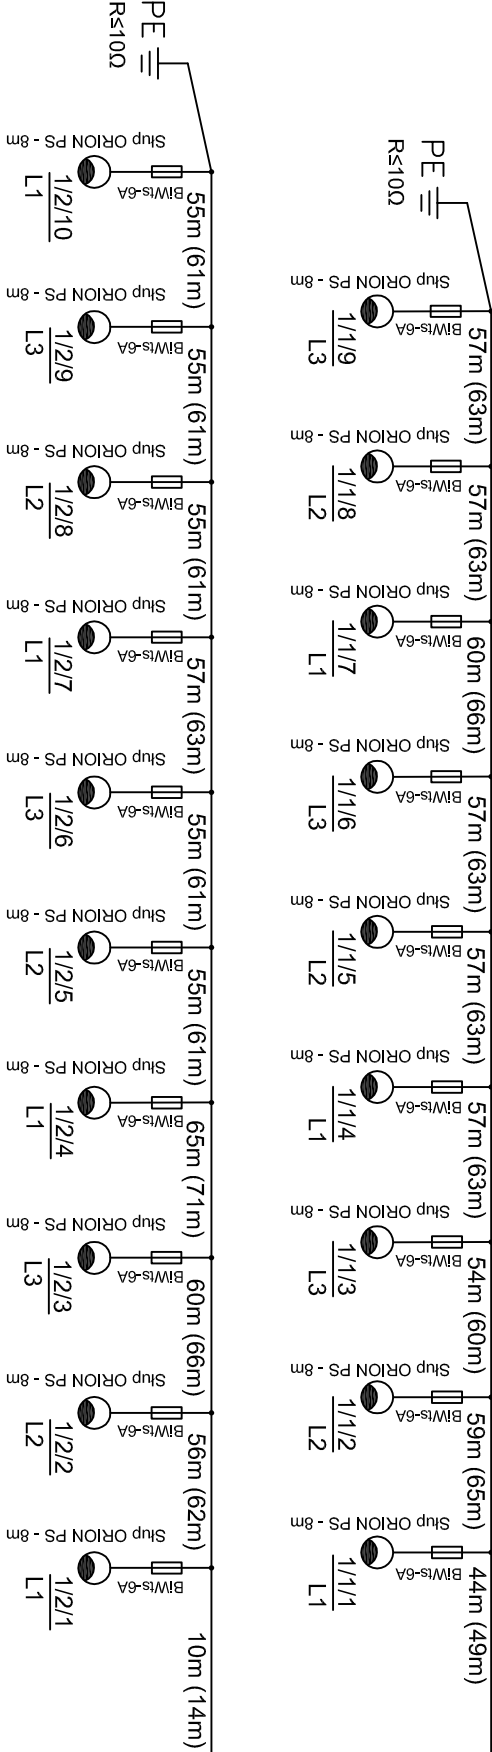 57m (63m)
57m (63m)
60m (66m)
57m (63m)
57m (63m)
57m (63m)
54m (60m)
59m (65m)
44m (49m)
PE
R≤10Ω
Słup ORION PS - 8m
BiWts-6A
1/1/9
L3
Słup ORION PS - 8m
BiWts-6A
1/1/8
L2
Słup ORION PS - 8m
BiWts-6A
1/1/7
L1
Słup ORION PS - 8m
BiWts-6A
1/1/6
L3
Słup ORION PS - 8m
BiWts-6A
1/1/5
L2
Słup ORION PS - 8m
BiWts-6A
1/1/4
L1
Słup ORION PS - 8m
BiWts-6A
1/1/3
L3
Słup ORION PS - 8m
BiWts-6A
1/1/2
L2
Słup ORION PS - 8m
BiWts-6A
1/1/1
L1
55m (61m)
55m (61m)
55m (61m)
57m (63m)
55m (61m)
55m (61m)
65m (71m)
60m (66m)
56m (62m)
10m (14m)
PE
R≤10Ω
Słup ORION PS - 8m
BiWts-6A
1/2/10
L1
Słup ORION PS - 8m
BiWts-6A
1/2/9
L3
Słup ORION PS - 8m
BiWts-6A
1/2/8
L2
Słup ORION PS - 8m
BiWts-6A
1/2/7
L1
Słup ORION PS - 8m
BiWts-6A
1/2/6
L3
Słup ORION PS - 8m
BiWts-6A
1/2/5
L2
Słup ORION PS - 8m
BiWts-6A
1/2/4
L1
Słup ORION PS - 8m
BiWts-6A
1/2/3
L3
Słup ORION PS - 8m
BiWts-6A
1/2/2
L2
Słup ORION PS - 8m
BiWts-6A
1/2/1
L1